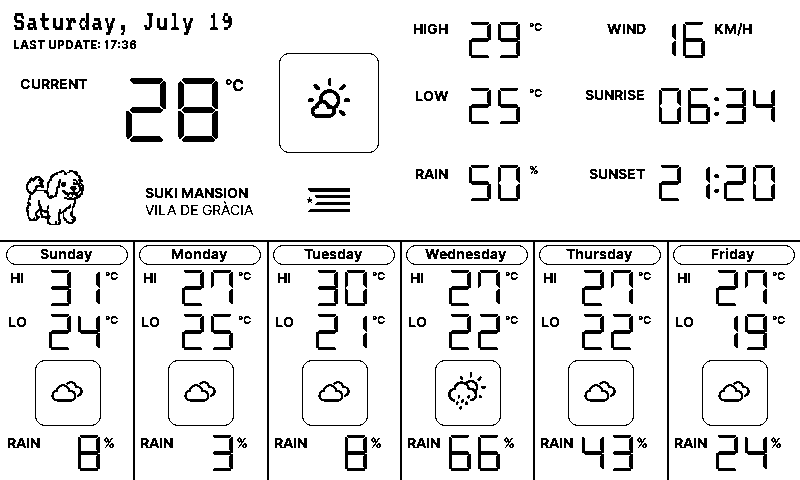 Saturday, July 19
LAST UPDATE: 17:36
CURRENT 28 °C
HIGH 29 °C
WIND 16 KM/H
LOW 25 °C
SUNRISE 06:34
RAIN 50 %
SUNSET 21:20
SUKI MANSION
VILA DE GRÀCIA
Sunday
HI 31 °C
LO 24 °C
RAIN 8 %
Monday
HI 27 °C
LO 25 °C
RAIN 3 %
Tuesday
HI 30 °C
LO 21 °C
RAIN 8 %
Wednesday
HI 27 °C
LO 22 °C
RAIN 66 %
Thursday
HI 27 °C
LO 22 °C
RAIN 43 %
Friday
HI 27 °C
LO 19 °C
RAIN 24 %